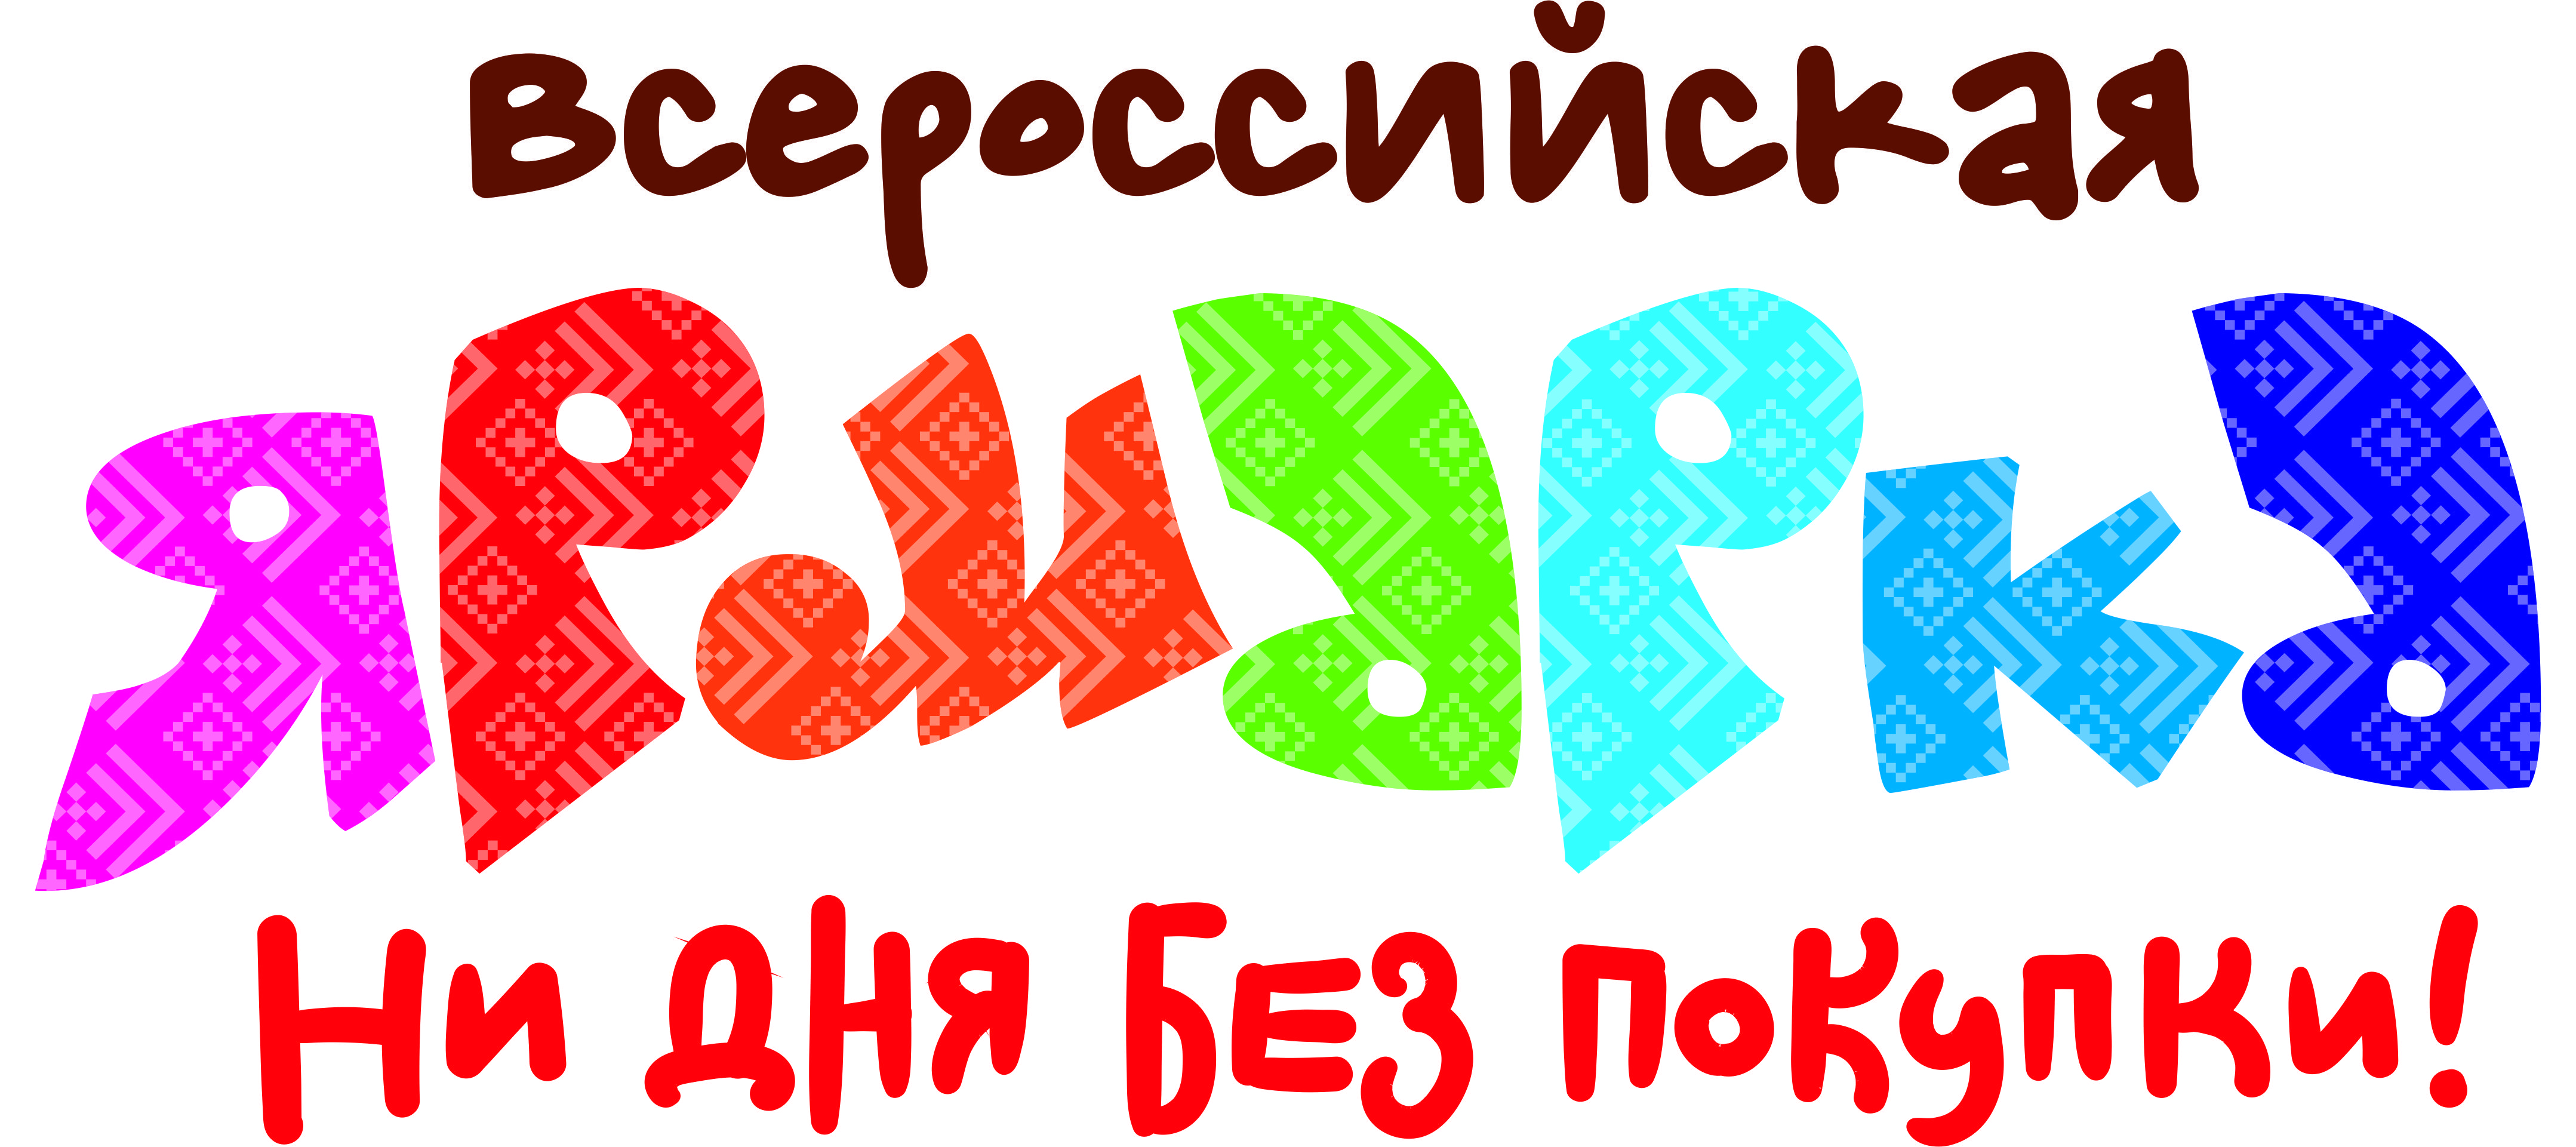 Всероссийская
ЯРМАРКА
Ни дня без покупки!